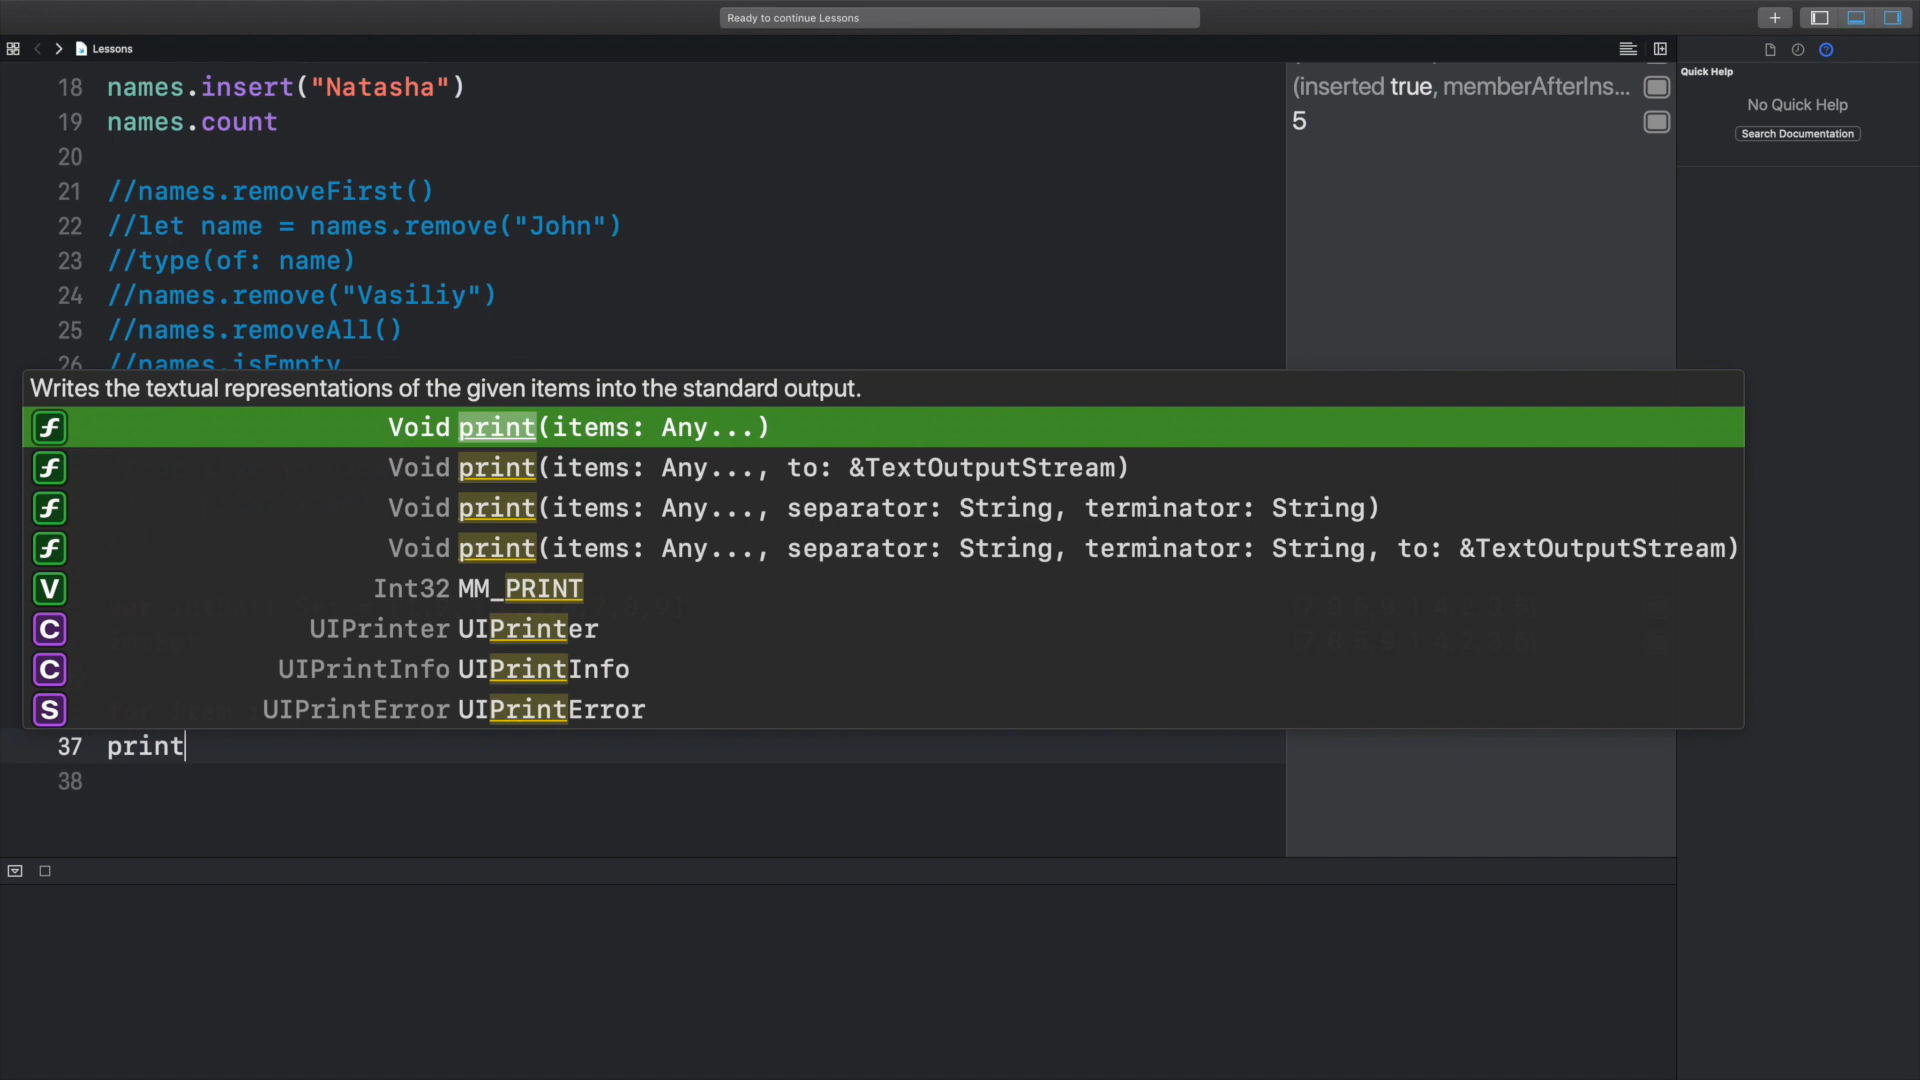 Ready to continue Lessons
Lessons
18 names.insert("Natasha")
(inserted true, memberAfterIns...
19 names.count
5
20
21 //names.removeFirst()
22 //let name = names.remove("John")
23 //type(of: name)
24 //names.remove("Vasiliy")
25 //names.removeAll()
26 //names.isEmpty
Writes the textual representations of the given items into the standard output.
f Void print(items: Any...)
f Void print(items: Any..., to: &TextOutputStream)
f Void print(items: Any..., separator: String, terminator: String)
f Void print(items: Any..., separator: String, terminator: String, to: &TextOutputStream)
V Int32 MM_PRINT
C UIPrinter UIPrinter
C UIPrintInfo UIPrintInfo
S UIPrintError UIPrintError
37 print
38
Quick Help
No Quick Help
Search Documentation